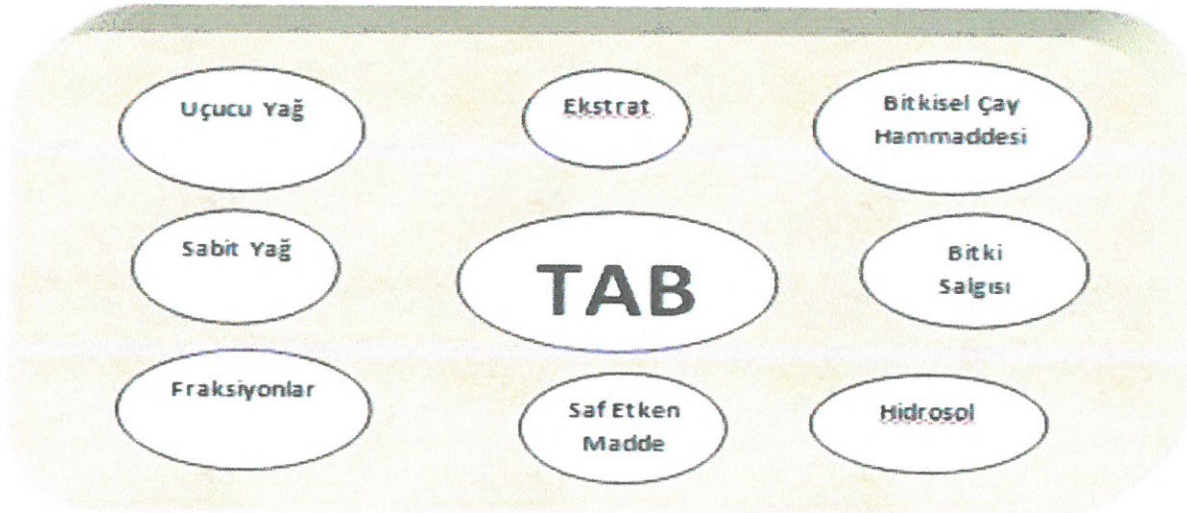 Uçucu Yağ
Ekstrat
Bitkisel Çay
Hammaddesi
Sabit Yağ
TAB
Bitki
Salgısı
Fraksiyonlar
Saf Etken
Madde
Hidrosol